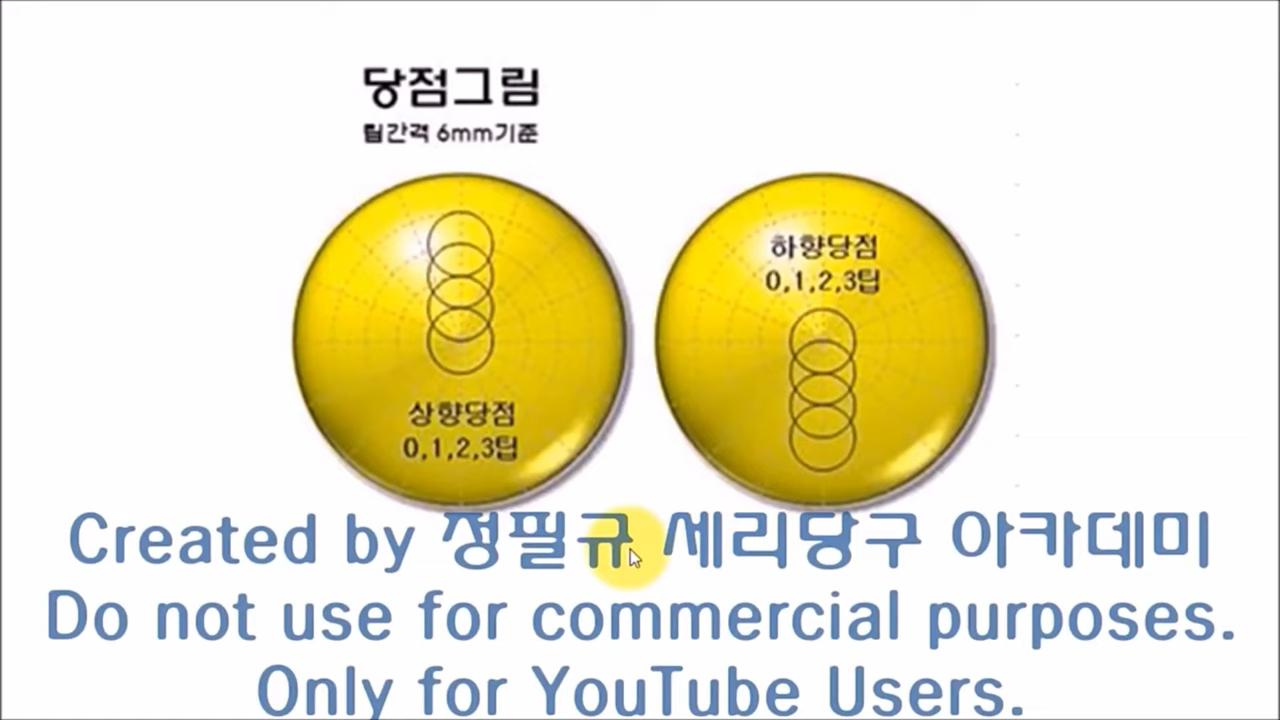 당점그림
팁간격 6mm기준
하향당점
0,1,2,3팁
상향당점
0,1,2,3팁
Created by 정필규 세리당구 아카데미
Do not use for commercial purposes.
Only for YouTube Users.